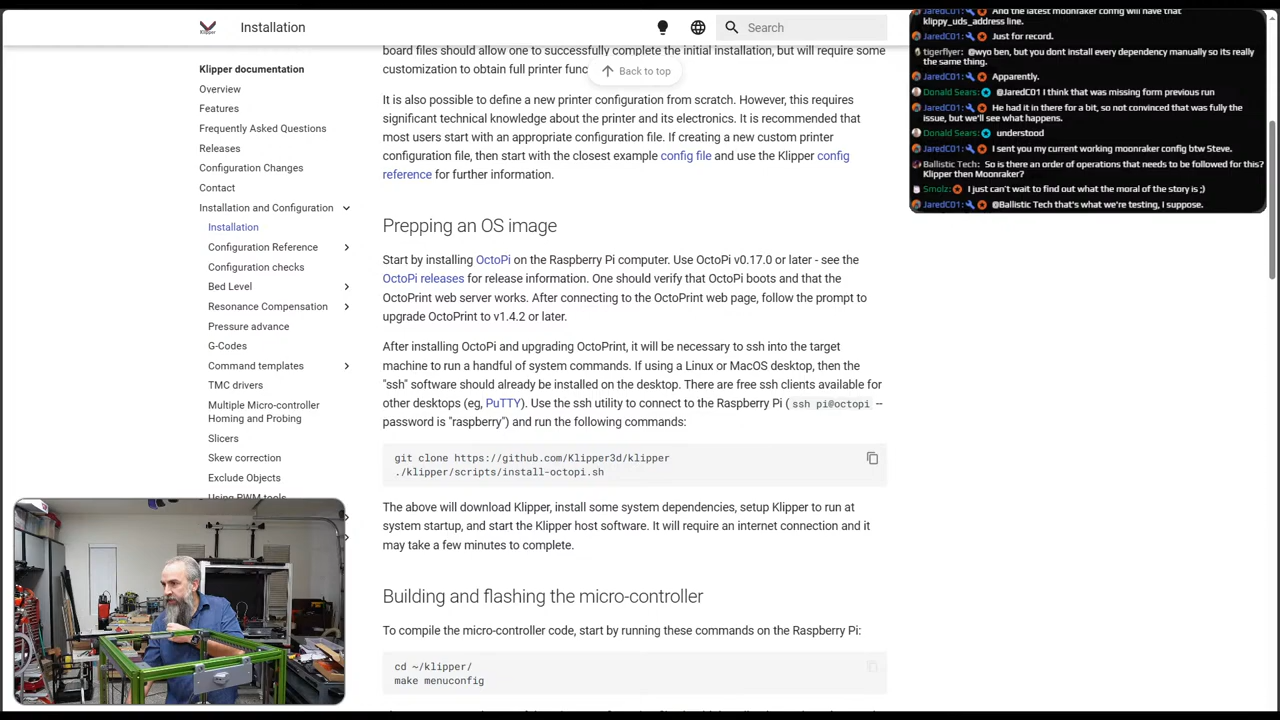 Klipper
Installation
Search
Klipper documentation
Overview
Features
Frequently Asked Questions
Releases
Configuration Changes
Contact
Installation and Configuration
Installation
Configuration Reference
Configuration checks
Bed Level
Resonance Compensation
Pressure advance
G-Codes
Command templates
TMC drivers
Multiple Micro-controller
Homing and Probing
Slicers
Skew correction
Exclude Objects
Using PWM tools
board files should allow one to successfully complete the initial installation, but will require some
customization to obtain full printer func
Back to top
It is also possible to define a new printer configuration from scratch. However, this requires
significant technical knowledge about the printer and its electronics. It is recommended that
most users start with an appropriate configuration file. If creating a new custom printer
configuration file, then start with the closest example config file and use the Klipper config
reference for further information.
Prepping an OS image
Start by installing OctoPi on the Raspberry Pi computer. Use OctoPi v0.17.0 or later - see the
OctoPi releases for release information. One should verify that OctoPi boots and that the
OctoPrint web server works. After connecting to the OctoPrint web page, follow the prompt to
upgrade OctoPrint to v1.4.2 or later.
After installing OctoPi and upgrading OctoPrint, it will be necessary to ssh into the target
machine to run a handful of system commands. If using a Linux or MacOS desktop, then the
"ssh" software should already be installed on the desktop. There are free ssh clients available for
other desktops (eg, PuTTY). Use the ssh utility to connect to the Raspberry Pi ( ssh pi@octopi --
password is "raspberry") and run the following commands:
git clone https://github.com/Klipper3d/klipper
./klipper/scripts/install-octopi.sh
The above will download Klipper, install some system dependencies, setup Klipper to run at
system startup, and start the Klipper host software. It will require an internet connection and it
may take a few minutes to complete.
Building and flashing the micro-controller
To compile the micro-controller code, start by running these commands on the Raspberry Pi:
cd ~/klipper/
make menuconfig
JaredC01: And the latest moonraker config will have that
klippy_uds_address line.
JaredC01: Just for record.
tigerflyer: @wyo ben, but you dont install every dependency manually so its really
the same thing.
JaredC01: Apparently.
Donald Sears: @JaredC01 I think that was missing form previous run
JaredC01: He had it in there for a bit, so not convinced that was fully the
issue, but we'll see what happens.
Donald Sears: understood
JaredC01: I sent you my current working moonraker config btw Steve.
Ballistic Tech: So is there an order of operations that needs to be followed for this?
Klipper then Moonraker?
Smolz: I just can't wait to find out what the moral of the story is ;)
JaredC01: @Ballistic Tech that's what we're testing, I suppose.